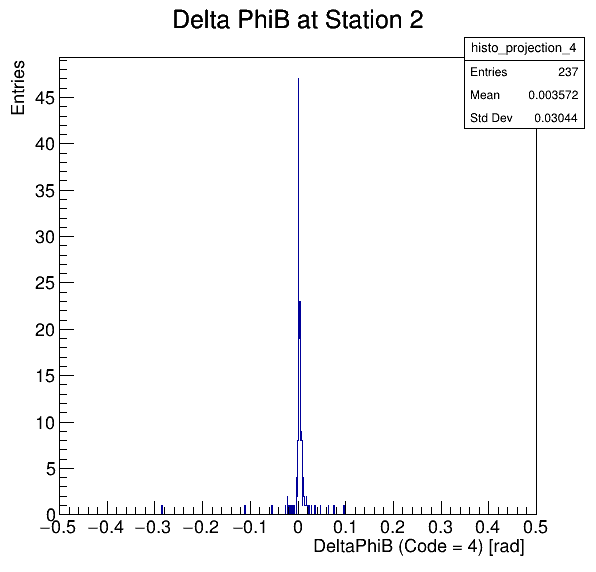 Delta PhiB at Station 2
histo_projection_4
Entries 237
Mean 0.003572
Std Dev 0.03044
Entries
45
40
35
30
25
20
15
10
5
0
−0.5 −0.4 −0.3 −0.2 −0.1 0 0.1 0.2 0.3 0.4 0.5
DeltaPhiB (Code = 4) [rad]